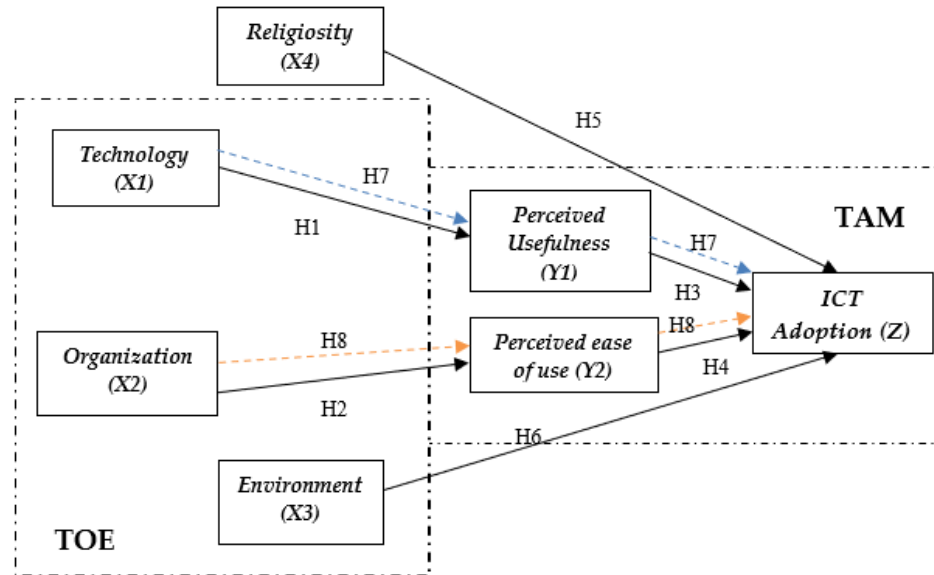 Religiosity
(X4)
H5
Technology
(X1)
H7
H1
Perceived
Usefulness
(Y1)
H7
H3
TAM
ICT
Adoption (Z)
Organization
(X2)
H8
H2
Perceived ease
of use (Y2)
H8
H4
H6
Environment
(X3)
TOE